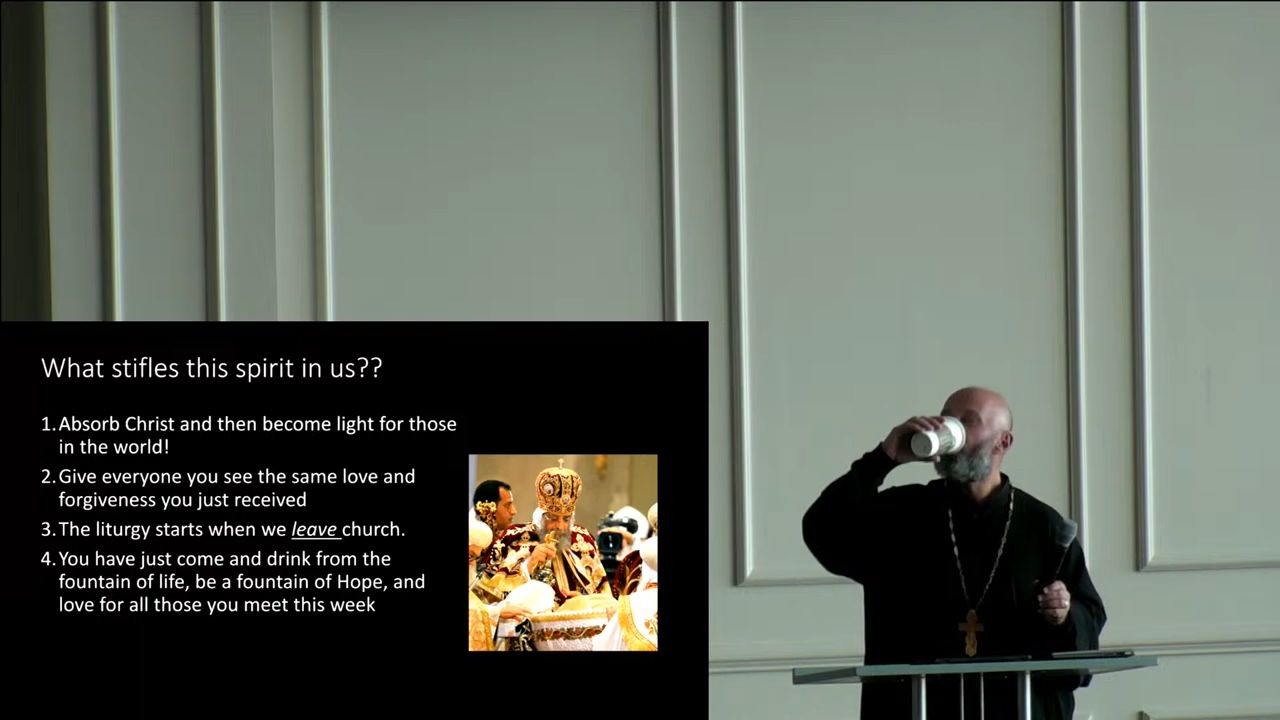 What stifles this spirit in us??
1. Absorb Christ and then become light for those
in the world!
2. Give everyone you see the same love and
forgiveness you just received
3. The liturgy starts when we leave church.
4. You have just come and drink from the
fountain of life, be a fountain of Hope, and
love for all those you meet this week